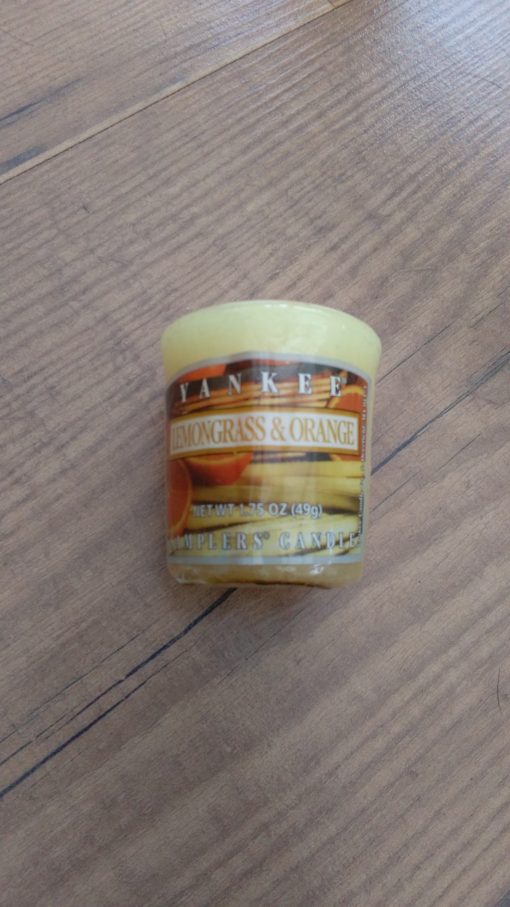 YANKEE
LEMONGRASS & ORANGE
NET WT 1.75 OZ (49g)
SAMPLERS® CANDLE